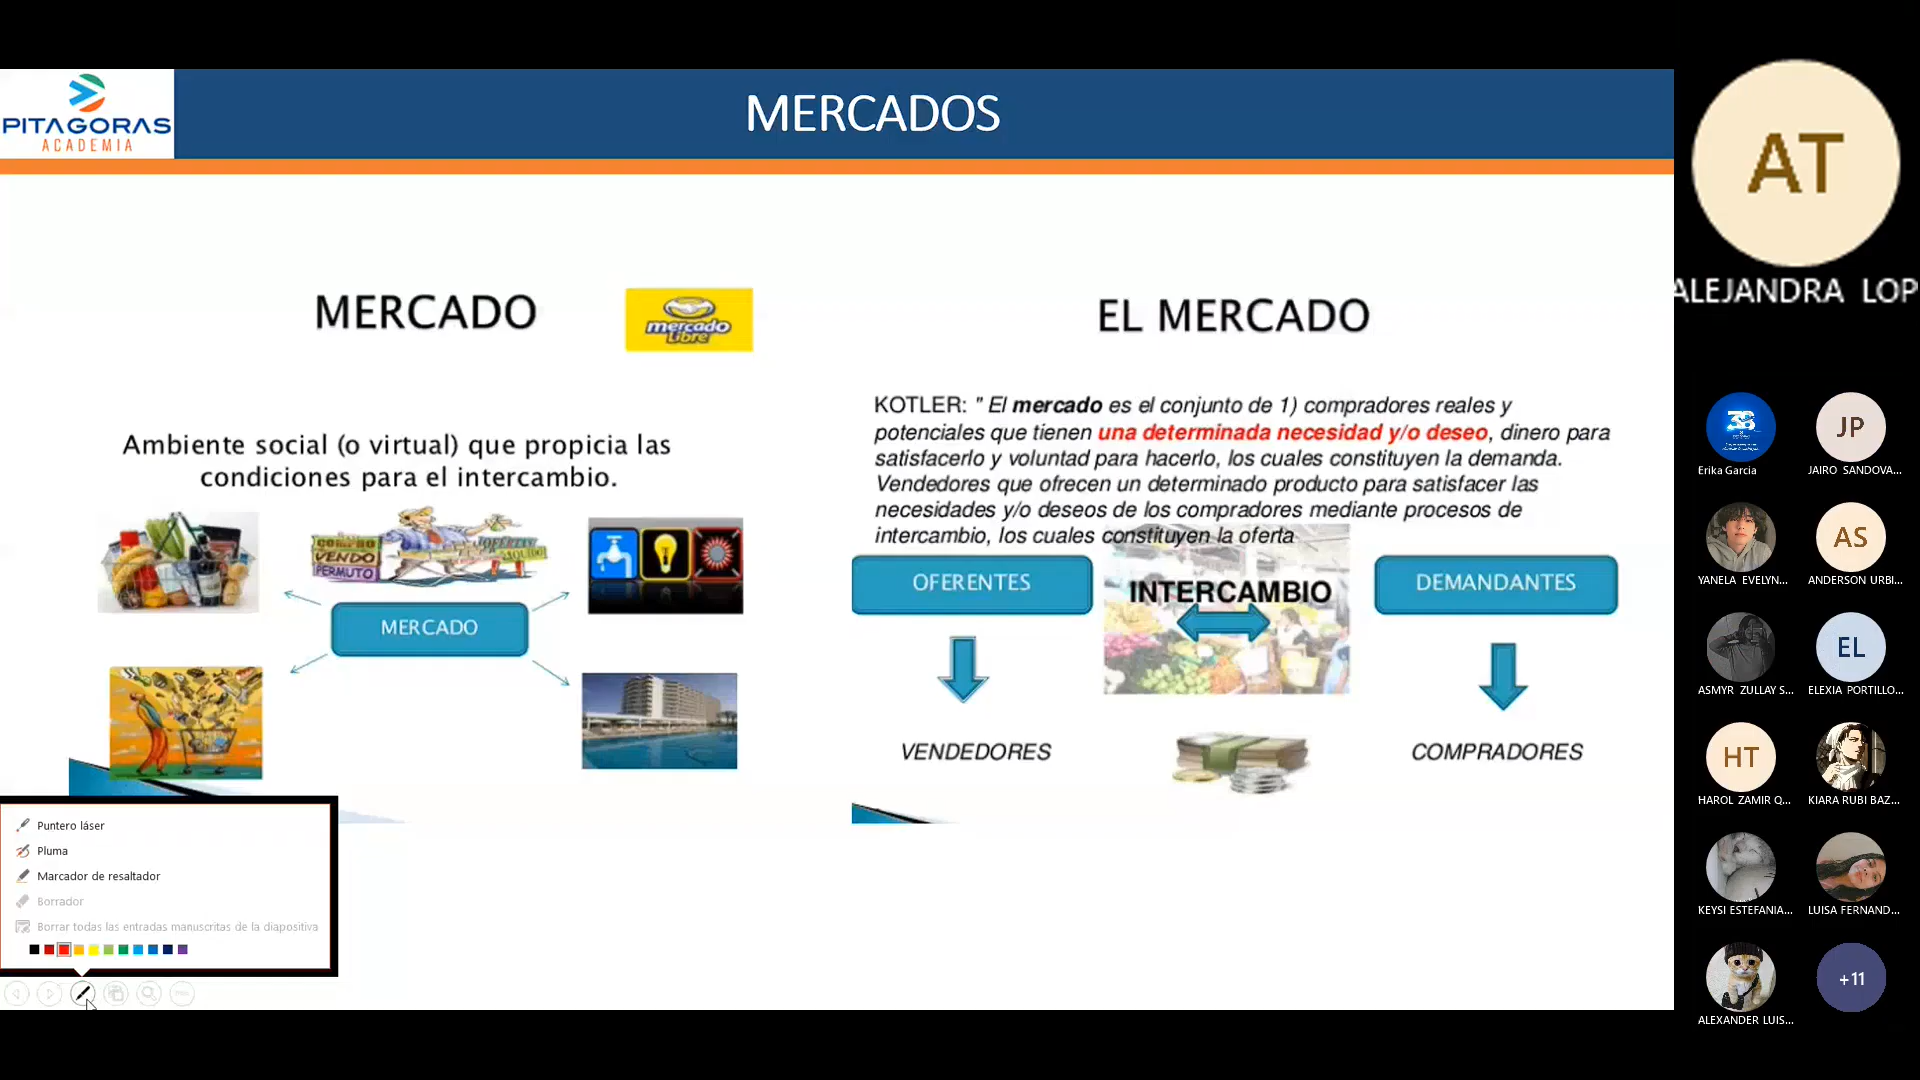 PITAGORAS
ACADEMIA
MERCADOS
MERCADO
mercado
libre
Ambiente social (o virtual) que propicia las
condiciones para el intercambio.
COMPRO
VENDO
PERMUTO
OFERTAS
MERCADO
EL MERCADO
KOTLER: " El mercado es el conjunto de 1) compradores reales y
potenciales que tienen una determinada necesidad y/o deseo, dinero para
satisfacerlo y voluntad para hacerlo, los cuales constituyen la demanda.
Vendedores que ofrecen un determinado producto para satisfacer las
necesidades y/o deseos de los compradores mediante procesos de
intercambio, los cuales constituyen la oferta
OFERENTES
INTERCAMBIO
DEMANDANTES
VENDEDORES
COMPRADORES
Puntero láser
Pluma
Marcador de resaltador
Borrador
Borrar todas las entradas manuscritas de la diapositiva
AT
ALEJANDRA LOP
Erika Garcia
JP
JAIRO SANDOVA...
YANELA EVELYN...
AS
ANDERSON URBI...
ASMYR ZULLAY S...
EL
ELEXIA PORTILLO...
HT
HAROL ZAMIR Q...
KIARA RUBI BAZ...
KEYSI ESTEFANIA...
LUISA FERNAND...
ALEXANDER LUIS...
+11